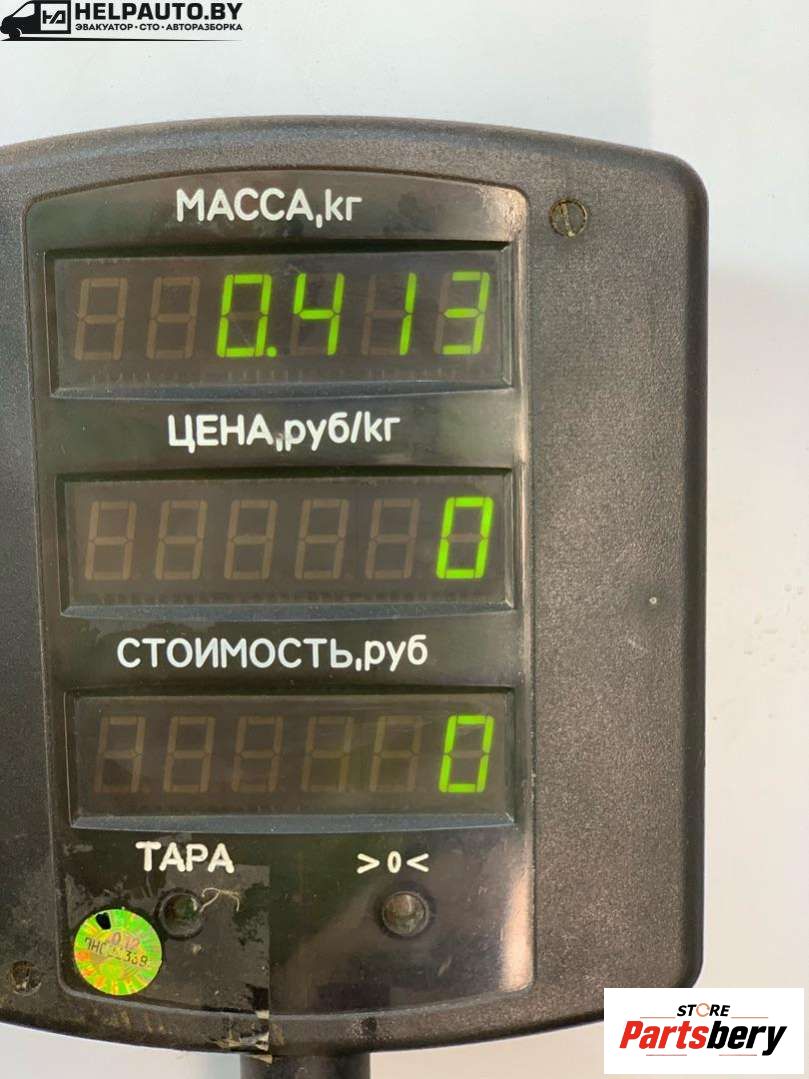 HELPAUTO.BY
ЭВАКУАТОР • СТО • АВТОРАЗБОРКА
МАССА,кг
0.413
ЦЕНА,руб/кг
0
СТОИМОСТЬ,руб
0
ТАРА >0<
STORE
Partsbery